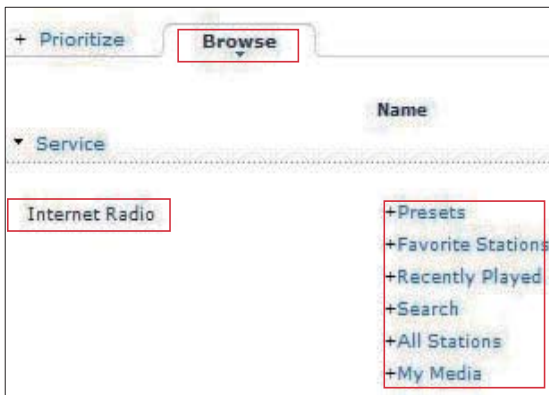 + Prioritize Browse
Name
Service
Internet Radio +Presets
+Favorite Stations
+Recently Played
+Search
+All Stations
+My Media